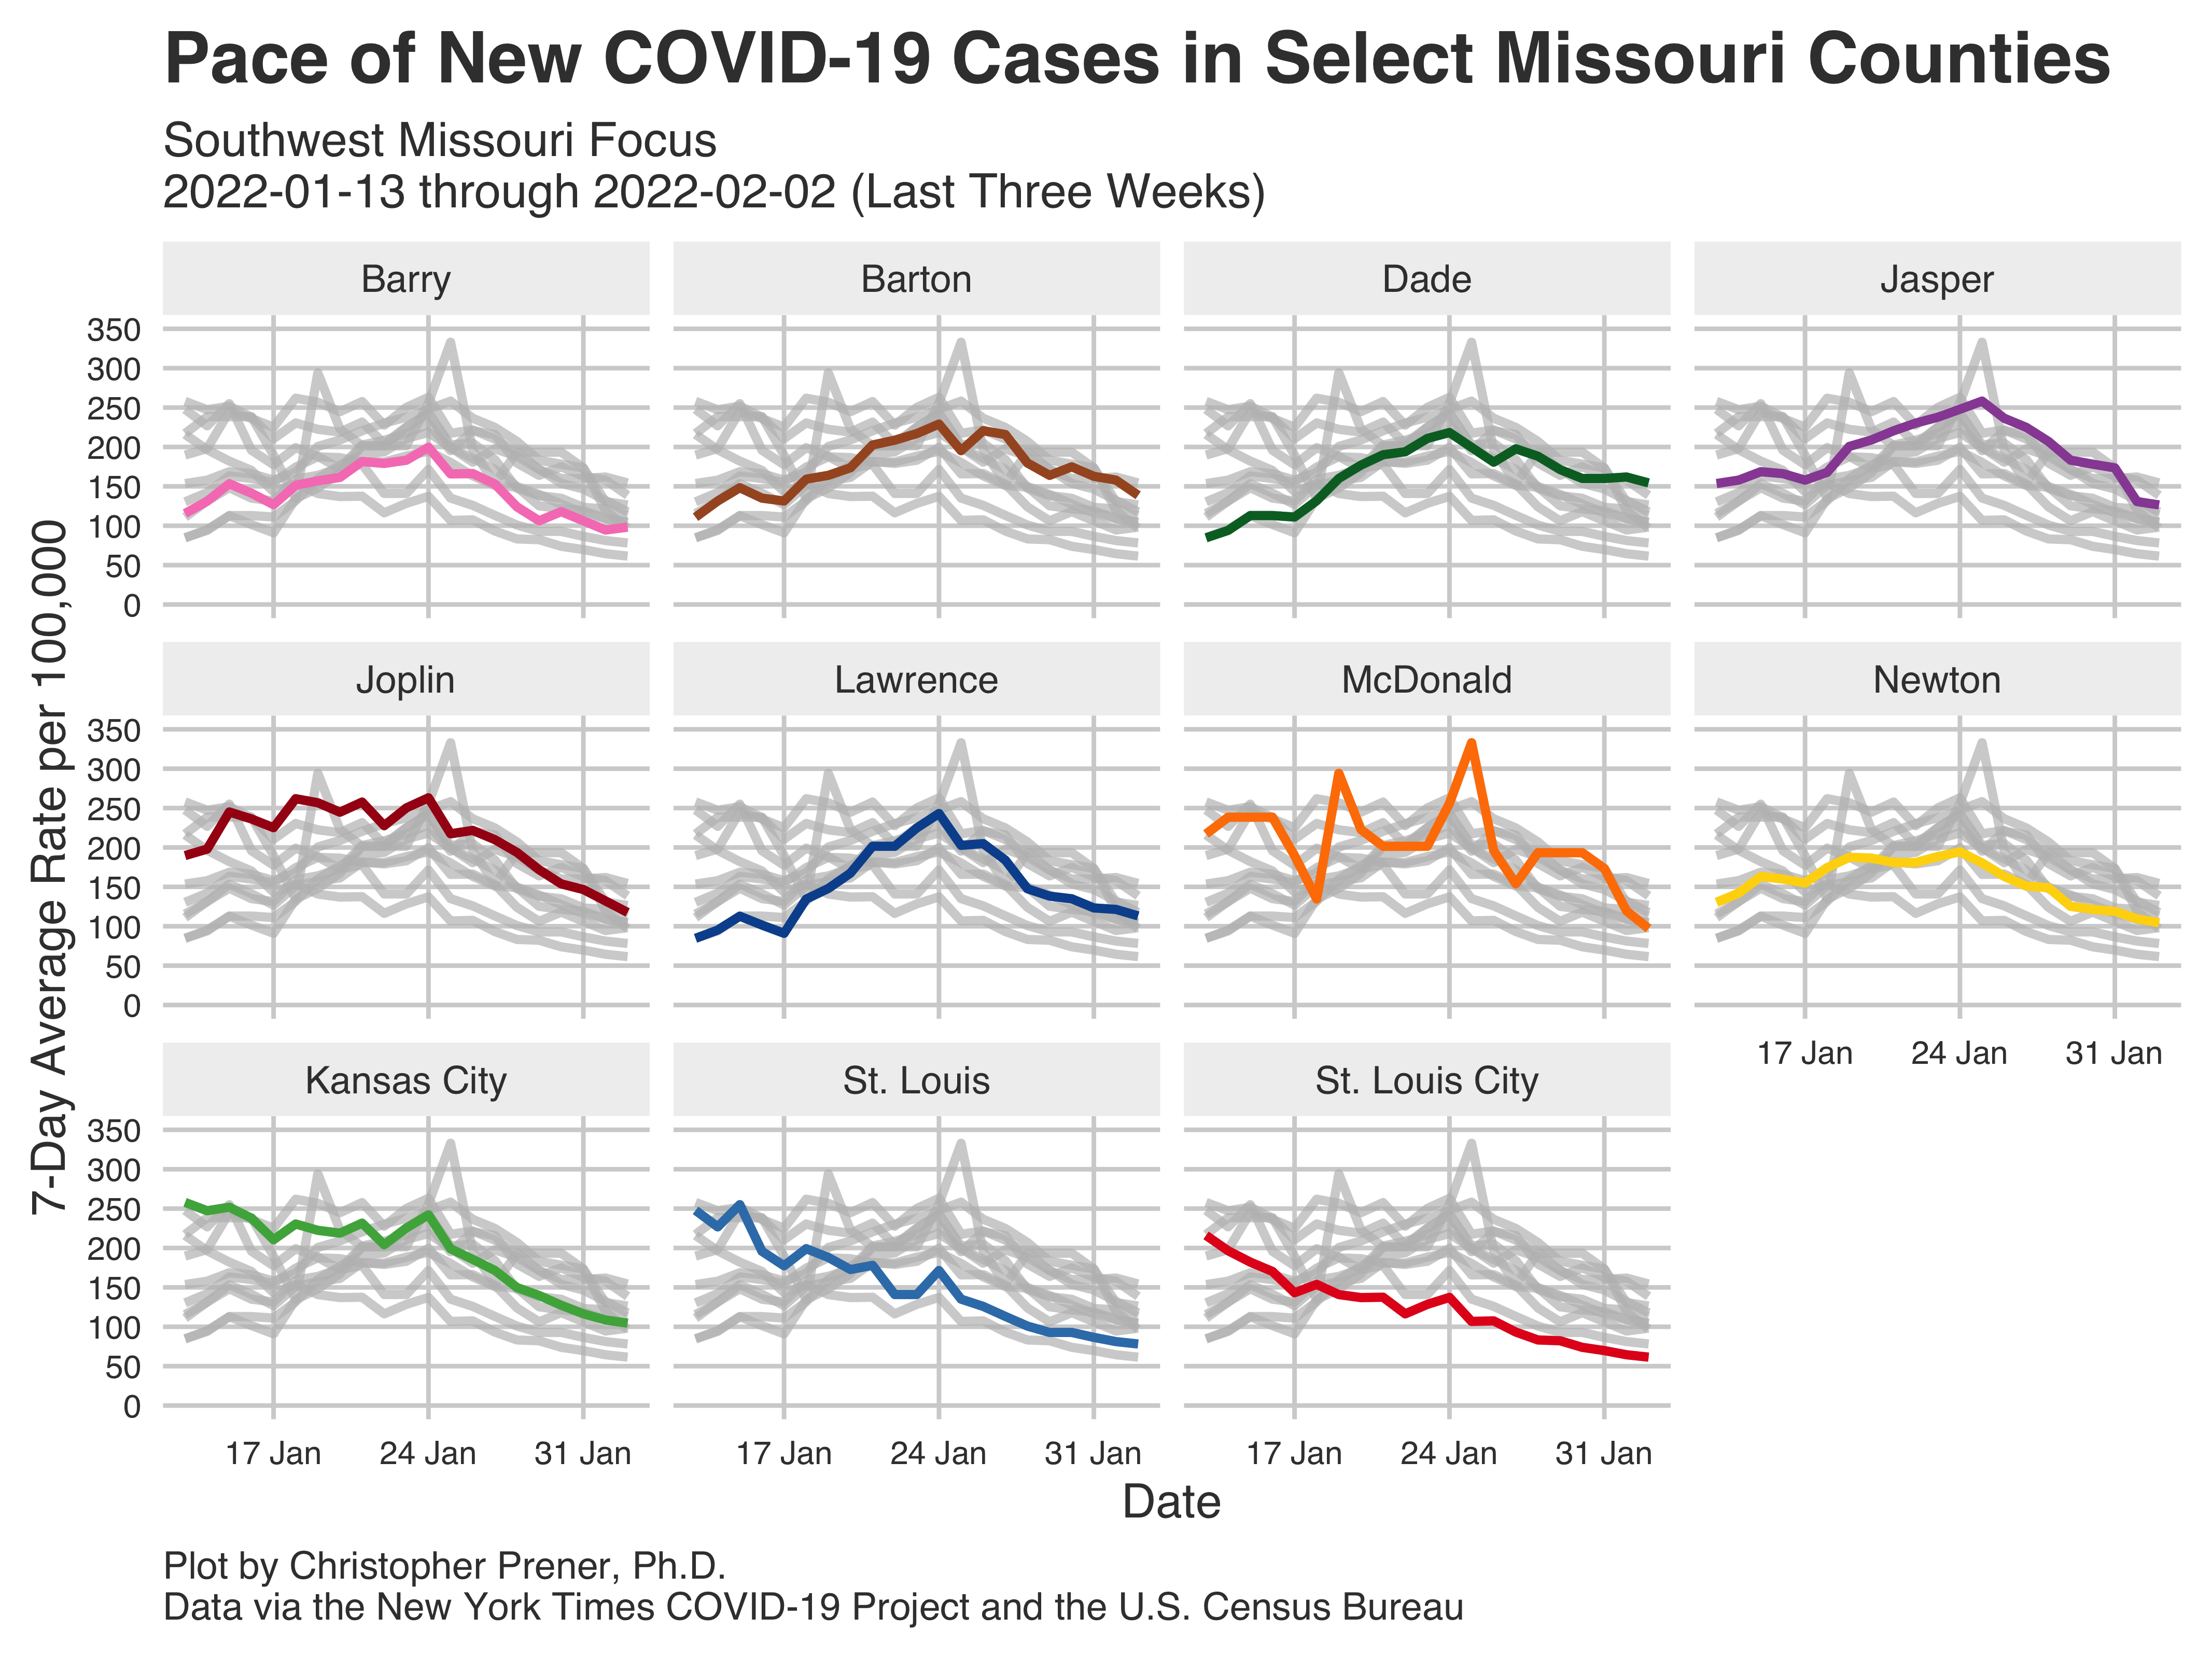 Pace of New COVID-19 Cases in Select Missouri Counties
Southwest Missouri Focus
2022-01-13 through 2022-02-02 (Last Three Weeks)
7-Day Average Rate per 100,000
Barry
Barton
Dade
Jasper
350
300
250
200
150
100
50
0
Joplin
Lawrence
McDonald
Newton
350
300
250
200
150
100
50
0
17 Jan
24 Jan
31 Jan
Kansas City
St. Louis
St. Louis City
350
300
250
200
150
100
50
0
17 Jan
24 Jan
31 Jan
17 Jan
24 Jan
31 Jan
17 Jan
24 Jan
31 Jan
Date
Plot by Christopher Prener, Ph.D.
Data via the New York Times COVID-19 Project and the U.S. Census Bureau